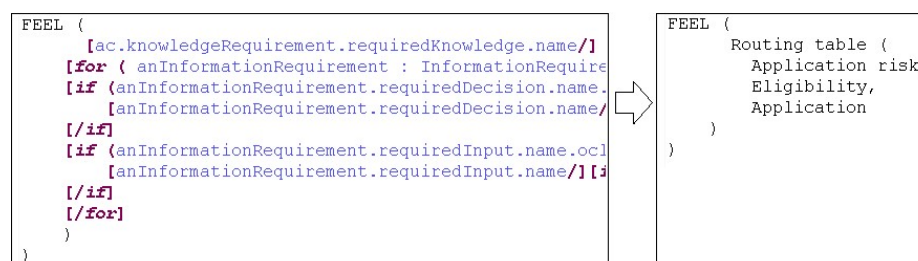 FEEL (
[ac.knowledgeRequirement.requiredKnowledge.name/]
[for ( anInformationRequirement : InformationRequire
[if (anInformationRequirement.requiredDecision.name.
[anInformationRequirement.requiredDecision.name/
[/if]
[if (anInformationRequirement.requiredInput.name.ocl
[anInformationRequirement.requiredInput.name/][i
[/if]
[/for]
)
)
FEEL (
Routing table (
Application risk
Eligibility,
Application
)
)